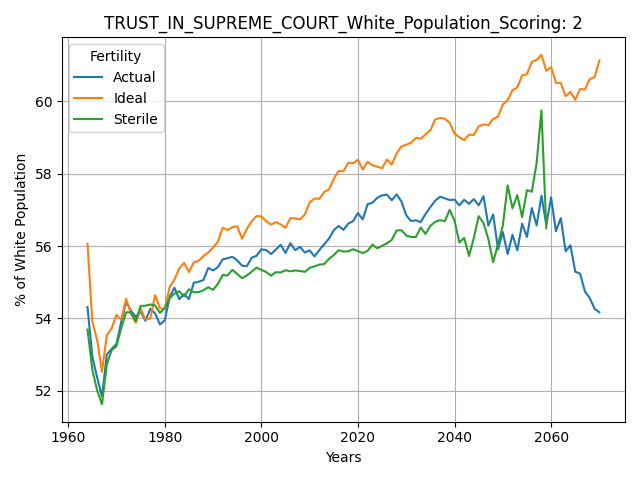 TRUST_IN_SUPREME_COURT_White_Population_Scoring: 2
Fertility
Actual
Ideal
Sterile
% of White Population
60
58
56
54
52
1960
1980
2000
2020
2040
2060
Years